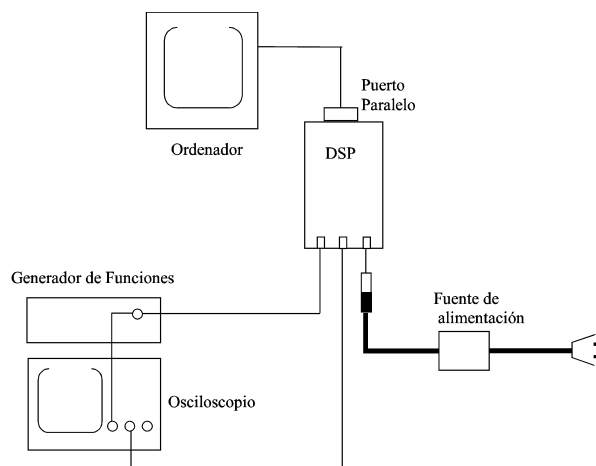 Puerto
Paralelo
Ordenador
DSP
Generador de Funciones
Fuente de
alimentación
Osciloscopio